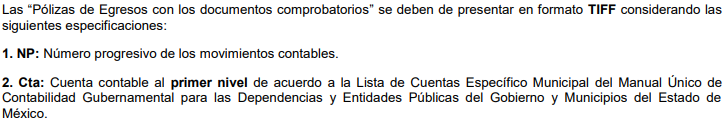 Las “Pólizas de Egresos con los documentos comprobatorios” se deben de presentar en formato TIFF considerando las
siguientes especificaciones:
1. NP: Número progresivo de los movimientos contables.
2. Cta: Cuenta contable al primer nivel de acuerdo a la Lista de Cuentas Específico Municipal del Manual Único de
Contabilidad Gubernamental para las Dependencias y Entidades Públicas del Gobierno y Municipios del Estado de
México.